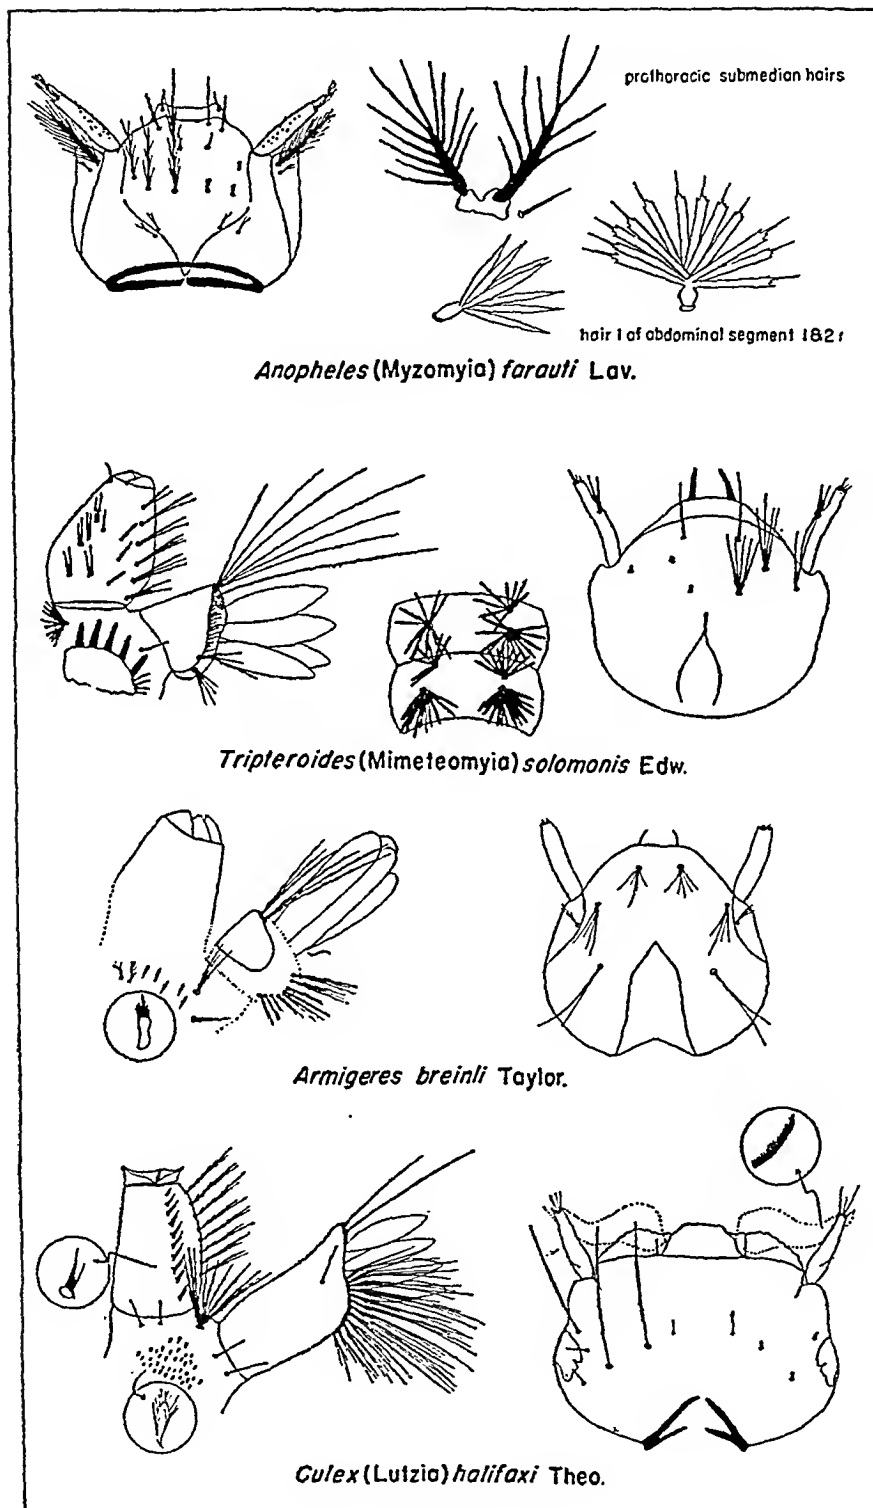 prothoracic submedian hairs
hair 1 of abdominal segment 1&2
Anopheles (Myzomyia) farauti Lav.
Tripteroides (Mimeteomyia) solomonis Edw.
Armigeres breinli Taylor.
Culex (Lutzia) halifaxi Theo.